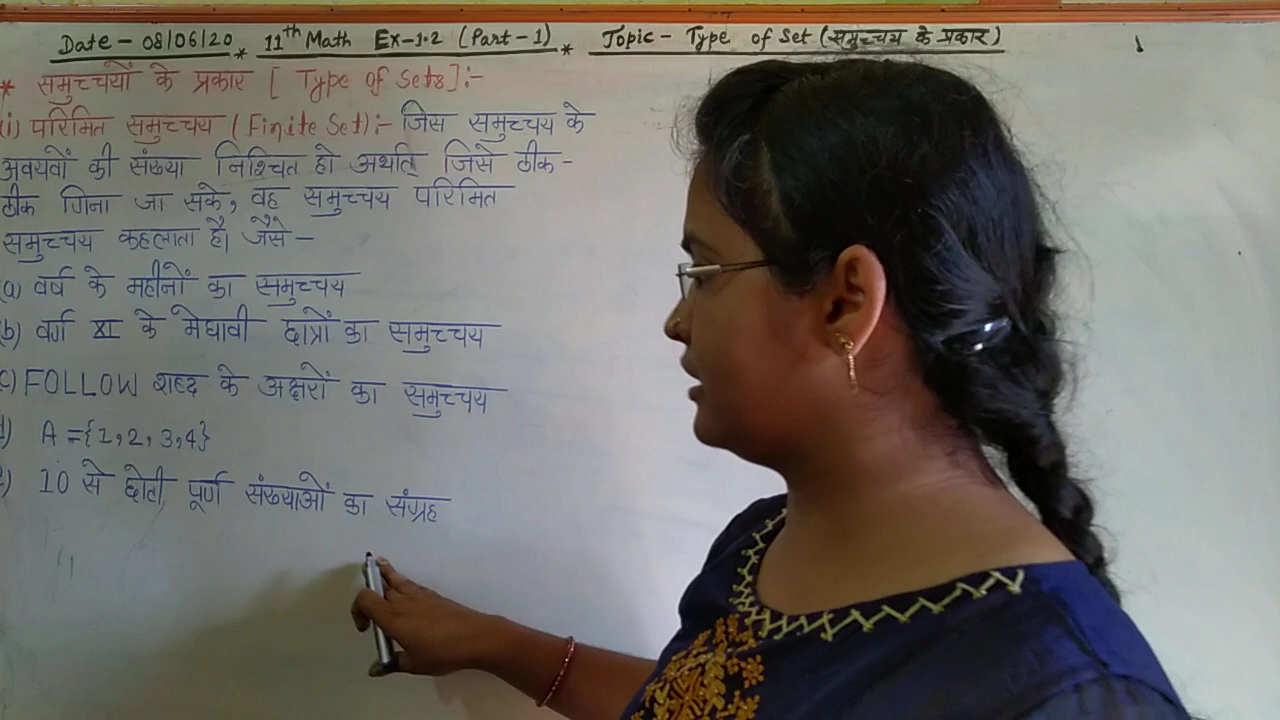 Date - 08/06/20 * 11th Math Ex-1.2 (Part-1) * Topic - Type of Set (समुच्चय के प्रकार)
* समुच्चयों के प्रकार [ Type of Sets ]:-
(i) परिमित समुच्चय (Finite Set):- जिस समुच्चय के
अवयवों की संख्या निश्चित हो अर्थात् जिसे ठीक-
ठीक गिना जा सके, वह समुच्चय परिमित
समुच्चय कहलाता है। जैसे -
(a) वर्ष के महीनों का समुच्चय
(b) वर्ग XI के मेघावी छात्रों का समुच्चय
(c) FOLLOW शब्द के अक्षरों का समुच्चय
) A = {1, 2, 3, 4}
) 10 से छोटी पूर्ण संख्याओं का संग्रह